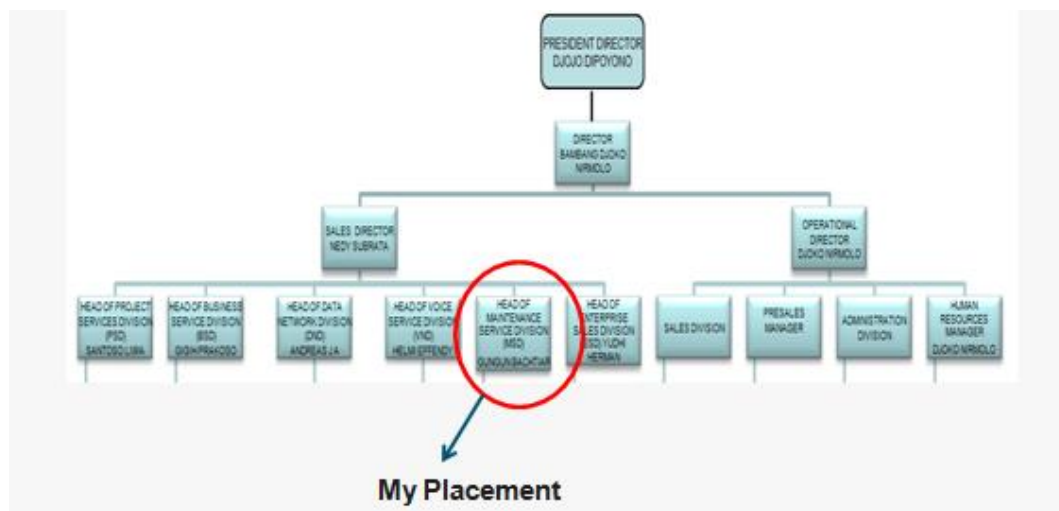 PRESIDENT DIRECTOR
DJOJO DIPOYONO
DIRECTOR
BAMBANG DJOKO
NIRMOLO
SALES DIRECTOR
NEDY SUBRATA
OPERATIONAL
DIRECTOR
DJOKO NIRMOLO
HEAD OF PROJECT
SERVICES DIVISION
(PSD)
SANTOSO LIWA
HEAD OF BUSINESS
SERVICE DIVISION
(BSD)
GIGIH PRAKOSO
HEAD OF DATA
NETWORK DIVISION
(DND)
ANDREAS J.A
HEAD OF VOICE
SERVICE DIVISION
(VND)
HELMI EFFENDY
HEAD OF
MAINTENANCE
SERVICE DIVISION
(MSD)
GUNGUN BACHTIAR
HEAD OF
ENTERPRISE
SALES DIVISION
(ESD) YUDHI
HERMAN
SALES DIVISION
PRESALES
MANAGER
ADMINISTRATION
DIVISION
HUMAN
RESOURCES
MANAGER
DJOKO NIRMOLO
My Placement